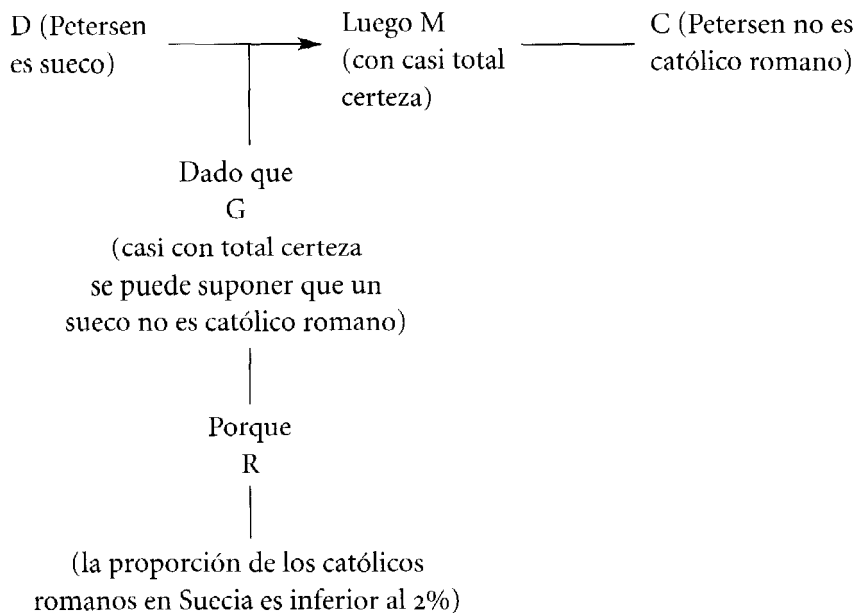 D (Petersen
es sueco)
Luego M
(con casi total
certeza)
C (Petersen no es
católico romano)
Dado que
G
(casi con total certeza
se puede suponer que un
sueco no es católico romano)
Porque
R
(la proporción de los católicos
romanos en Suecia es inferior al 2%)